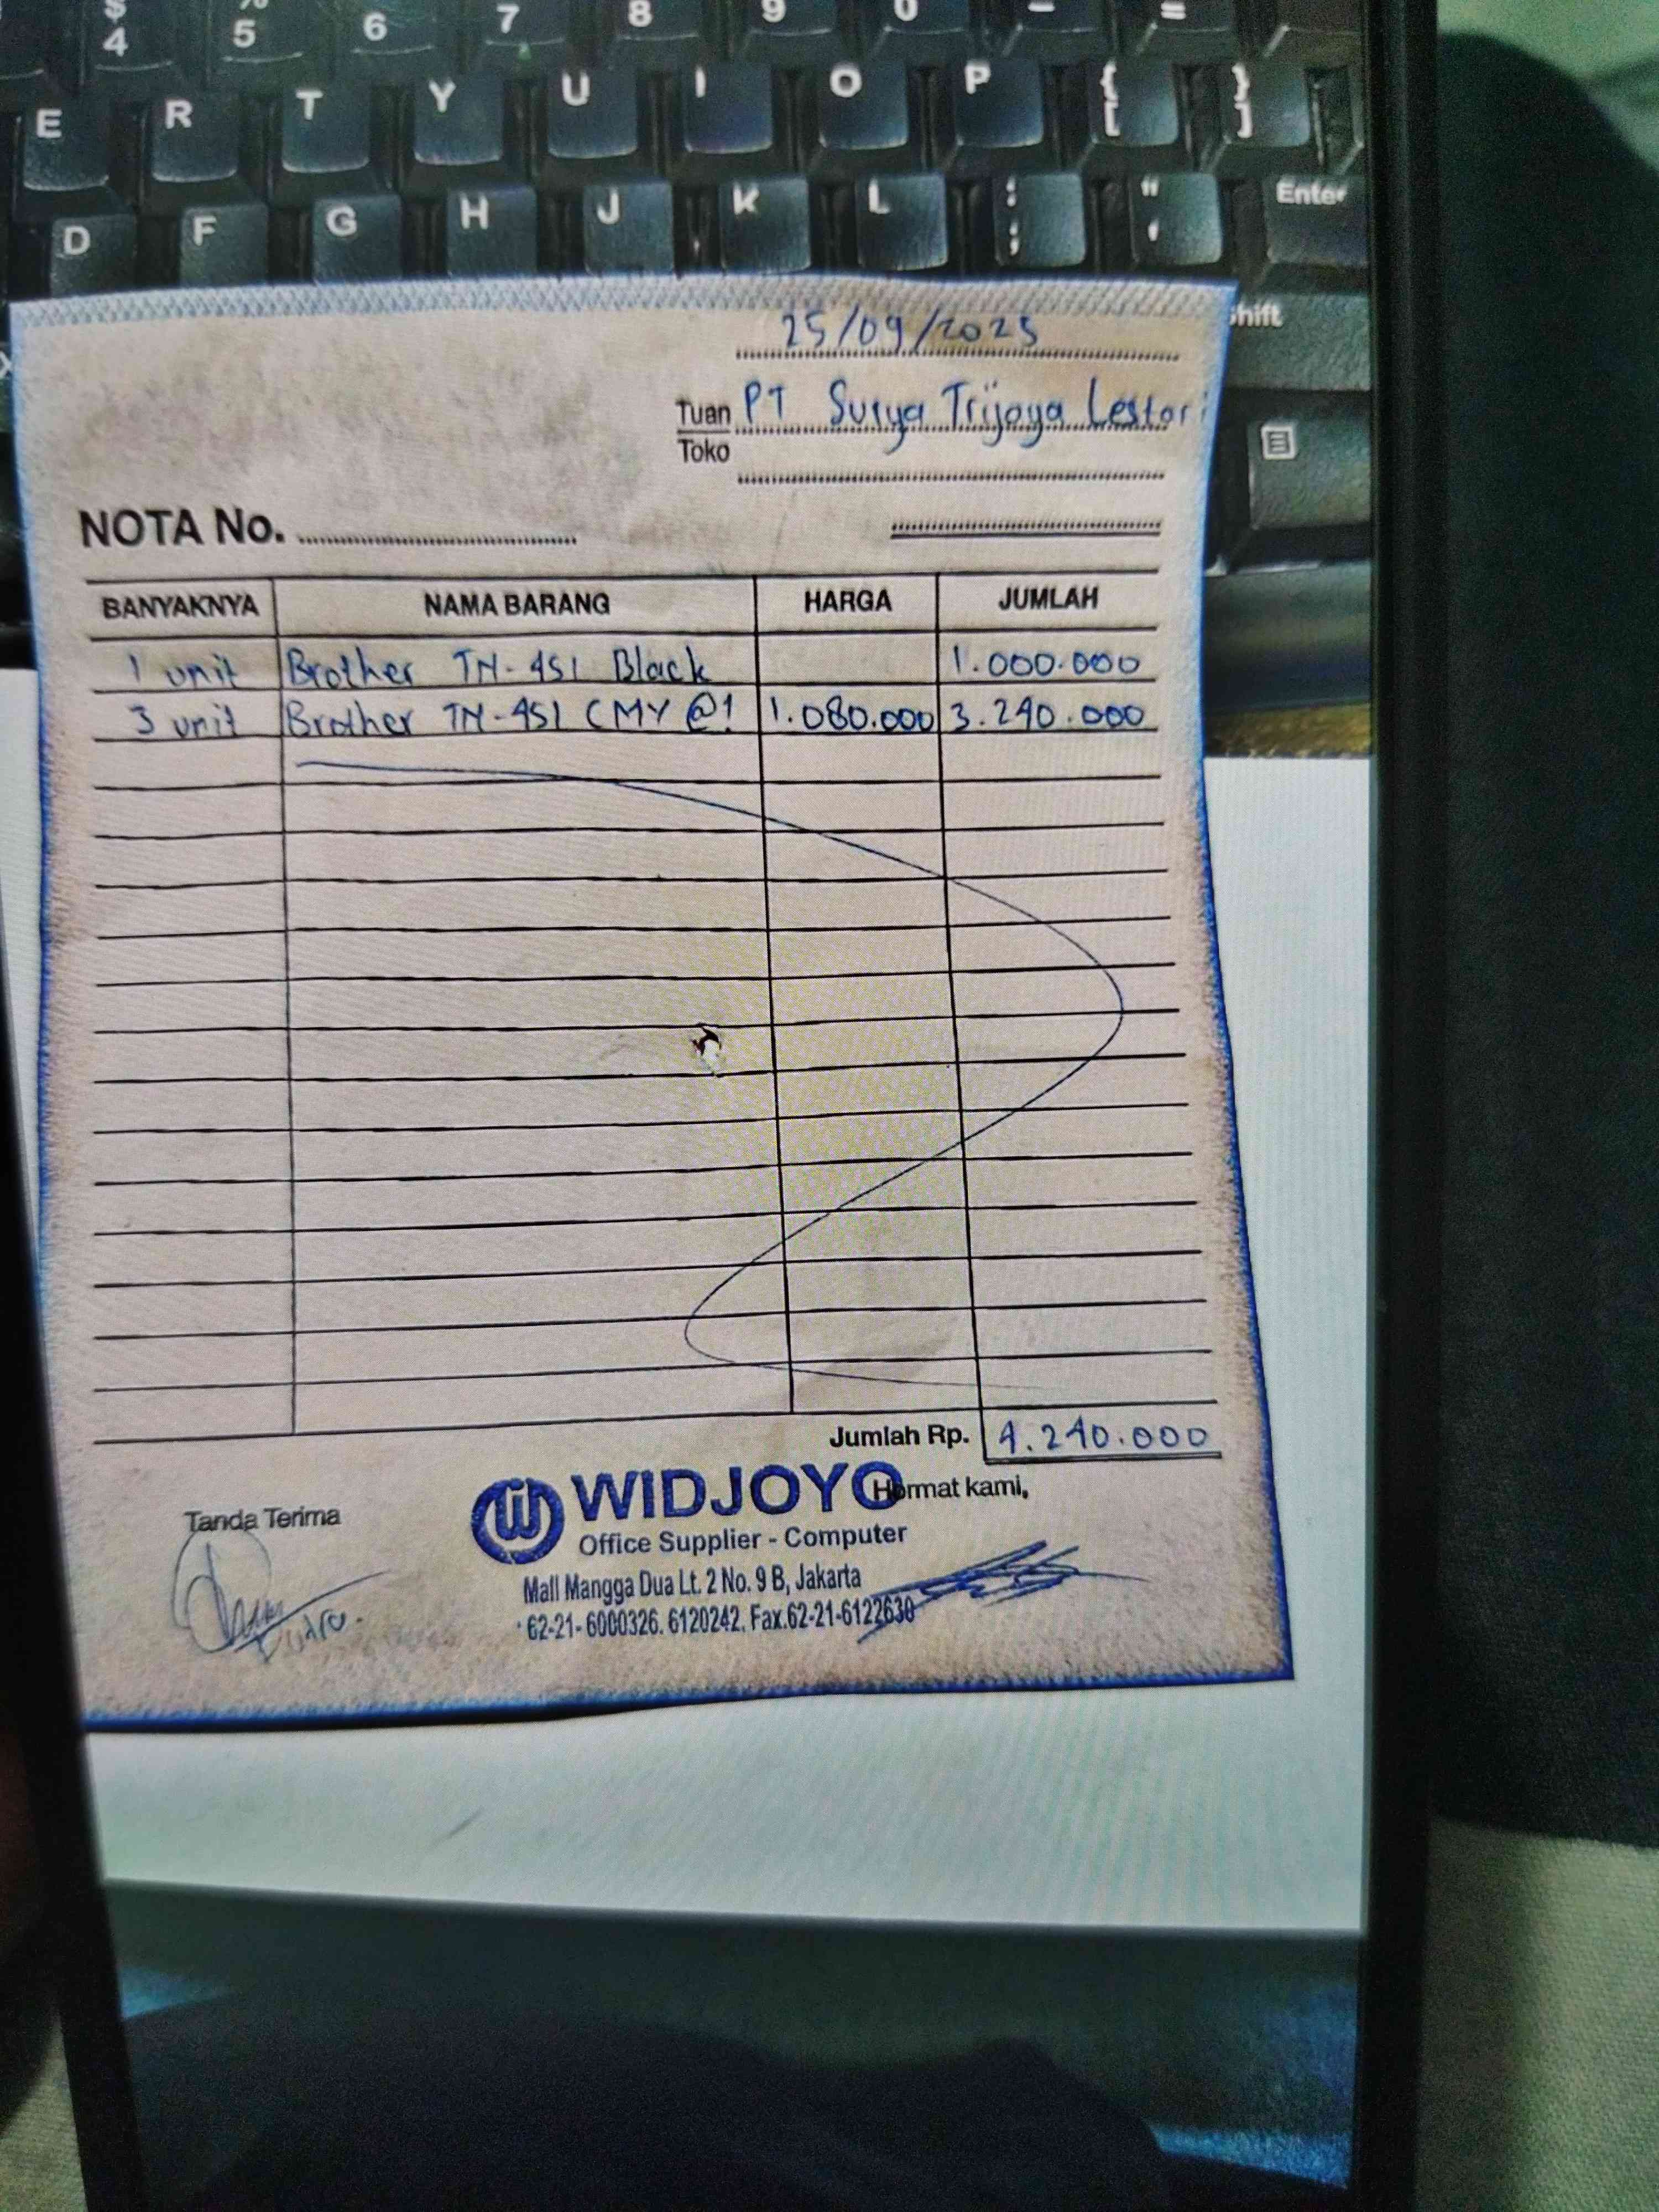 $ % 
4 5 6 7 8 9 0 - =
E R T Y U I O P { [ } ]
D F G H J K L : ; " ' Enter
Shift
25/09/2025
Tuan PT Surya Trijaya Lestari
Toko
NOTA No.
BANYAKNYA NAMA BARANG HARGA JUMLAH
1 unit Brother TN-451 Black 1.000.000
3 unit Brother TN-451 CMY @1 1.080.000 3.240.000
Jumlah Rp. 4.240.000
Tanda Terima
Hormat kami,
WIDJOYO
Office Supplier - Computer
Mall Mangga Dua Lt. 2 No. 9 B, Jakarta
62-21-6000326. 6120242. Fax.62-21-6122630